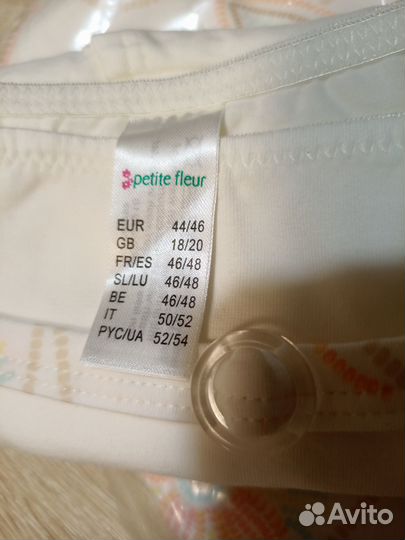 petite fleur
EUR 44/46
GB 18/20
FR/ES 46/48
SL/LU 46/48
BE 46/48
IT 50/52
РУС/UA 52/54
Avito